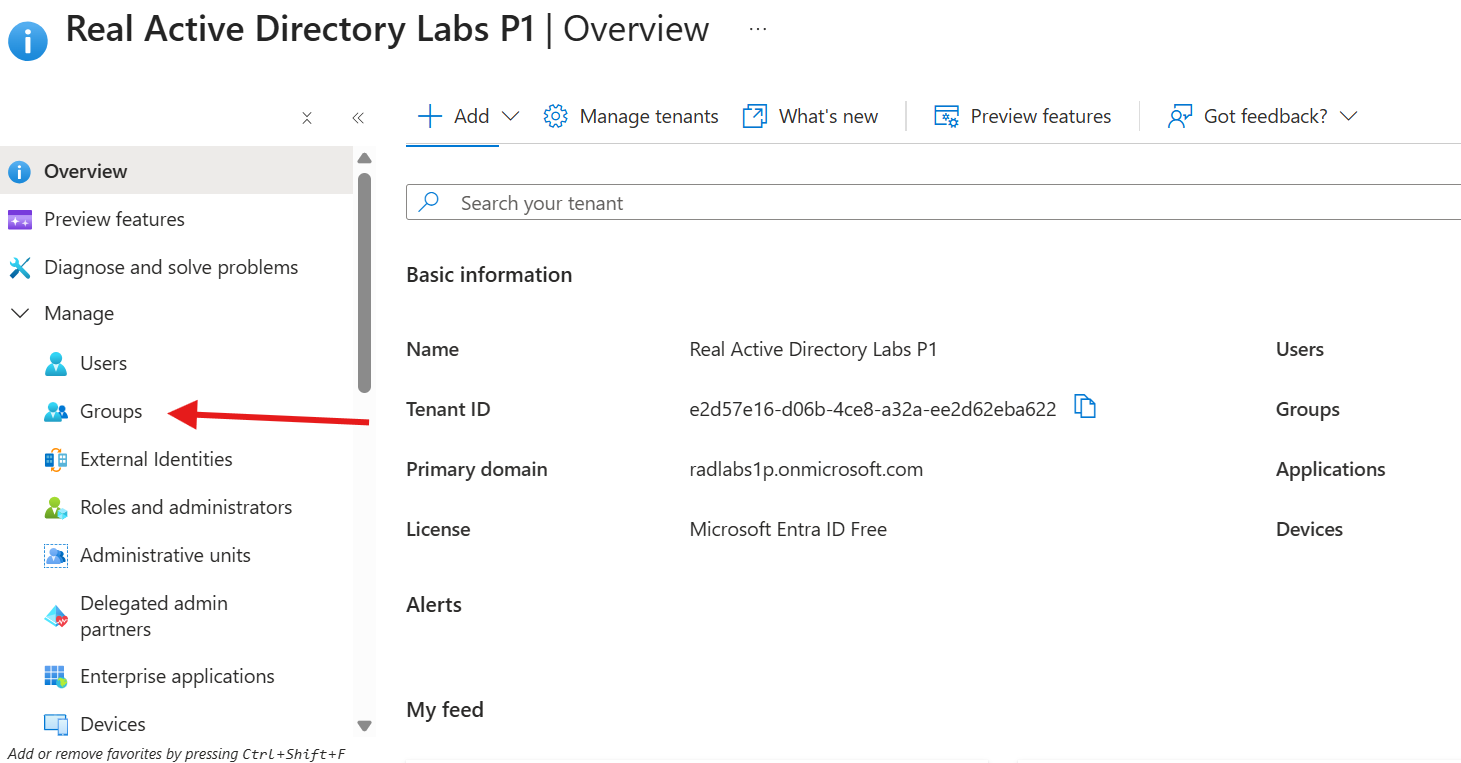 Real Active Directory Labs P1 | Overview ...
Add
Manage tenants
What's new
Preview features
Got feedback?
Overview
Preview features
Diagnose and solve problems
Manage
Users
Groups
External Identities
Roles and administrators
Administrative units
Delegated admin
partners
Enterprise applications
Devices
Add or remove favorites by pressing Ctrl+Shift+F
Search your tenant
Basic information
Name Real Active Directory Labs P1 Users
Tenant ID e2d57e16-d06b-4ce8-a32a-ee2d62eba622 Groups
Primary domain radlabs1p.onmicrosoft.com Applications
License Microsoft Entra ID Free Devices
Alerts
My feed